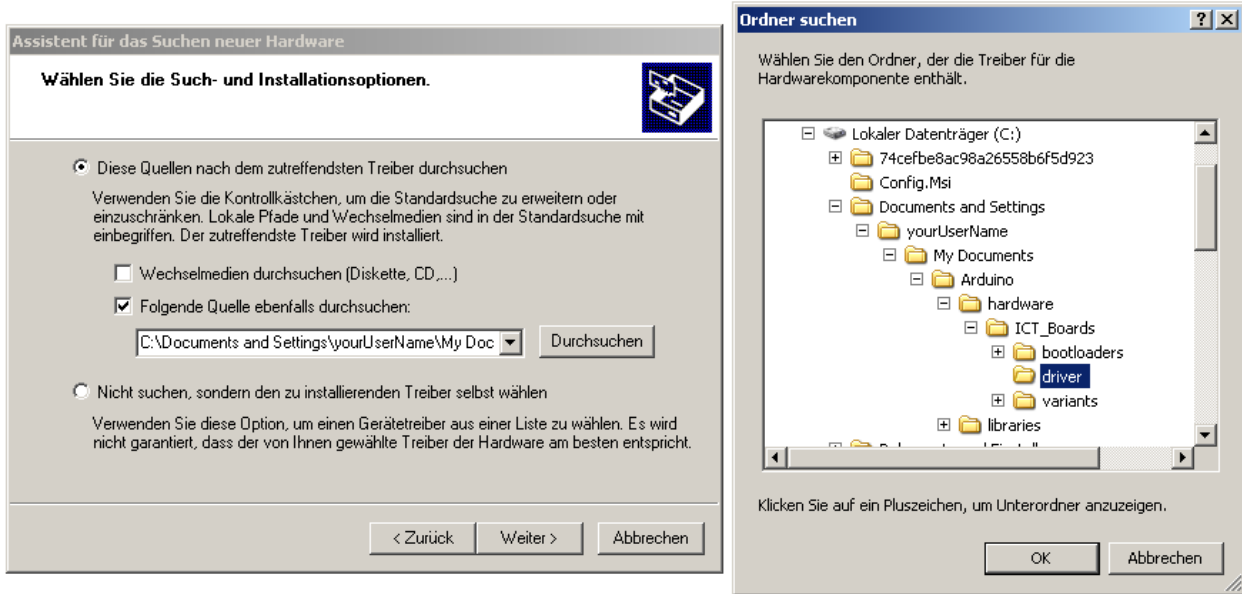 Assistent für das Suchen neuer Hardware
Wählen Sie die Such- und Installationsoptionen.
Diese Quellen nach dem zutreffendsten Treiber durchsuchen
Verwenden Sie die Kontrollkästchen, um die Standardsuche zu erweitern oder
einzuschränken. Lokale Pfade und Wechselmedien sind in der Standardsuche mit
einbegriffen. Der zutreffendste Treiber wird installiert.
Wechselmedien durchsuchen (Diskette, CD,...)
Folgende Quelle ebenfalls durchsuchen:
C:\Documents and Settings\yourUserName\My Doc
Durchsuchen
Nicht suchen, sondern den zu installierenden Treiber selbst wählen
Verwenden Sie diese Option, um einen Gerätetreiber aus einer Liste zu wählen. Es wird
nicht garantiert, dass der von Ihnen gewählte Treiber der Hardware am besten entspricht.
< Zurück Weiter > Abbrechen
Ordner suchen
Wählen Sie den Ordner, der die Treiber für die
Hardwarekomponente enthält.
Lokaler Datenträger (C:)
74cefbe8ac98a26558b6f5d923
Config.Msi
Documents and Settings
yourUserName
My Documents
Arduino
hardware
ICT_Boards
bootloaders
driver
variants
libraries
Klicken Sie auf ein Pluszeichen, um Unterordner anzuzeigen.
OK Abbrechen